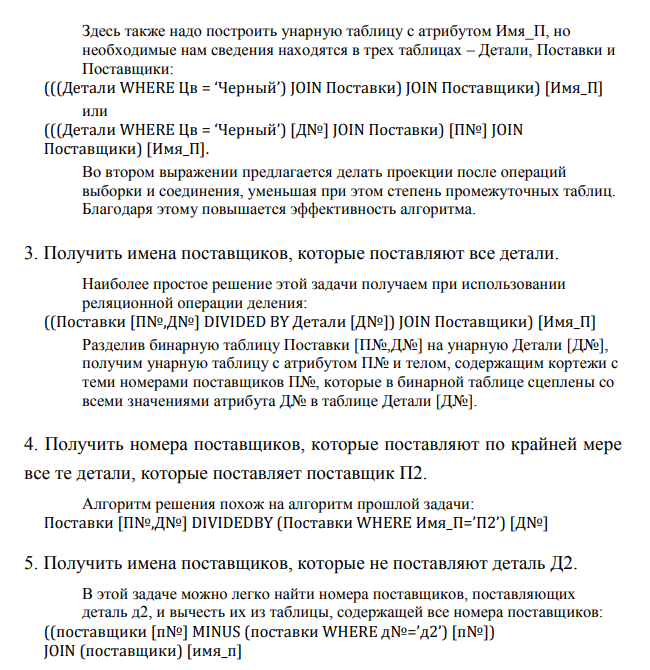 Здесь также надо построить унарную таблицу с атрибутом Имя_П, но
необходимые нам сведения находятся в трех таблицах – Детали, Поставки и
Поставщики:
(((Детали WHERE Цв = ‘Черный’) JOIN Поставки) JOIN Поставщики) [Имя_П]
или
(((Детали WHERE Цв = ‘Черный’) [Д№] JOIN Поставки) [П№] JOIN
Поставщики) [Имя_П].
Во втором выражении предлагается делать проекции после операций
выборки и соединения, уменьшая при этом степень промежуточных таблиц.
Благодаря этому повышается эффективность алгоритма.
3. Получить имена поставщиков, которые поставляют все детали.
Наиболее простое решение этой задачи получаем при использовании
реляционной операции деления:
((Поставки [П№,Д№] DIVIDED BY Детали [Д№]) JOIN Поставщики) [Имя_П]
Разделив бинарную таблицу Поставки [П№,Д№] на унарную Детали [Д№],
получим унарную таблицу с атрибутом П№ и телом, содержащим кортежи с
теми номерами поставщиков П№, которые в бинарной таблице сцеплены со
всеми значениями атрибута Д№ в таблице Детали [Д№].
4. Получить номера поставщиков, которые поставляют по крайней мере
все те детали, которые поставляет поставщик П2.
Алгоритм решения похож на алгоритм прошлой задачи:
Поставки [П№,Д№] DIVIDEDBY (Поставки WHERE Имя_П=’П2’) [Д№]
5. Получить имена поставщиков, которые не поставляют деталь Д2.
В этой задаче можно легко найти номера поставщиков, поставляющих
деталь д2, и вычесть их из таблицы, содержащей все номера поставщиков:
((поставщики [п№] MINUS (поставки WHERE д№=’д2’) [п№])
JOIN (поставщики) [имя_п]